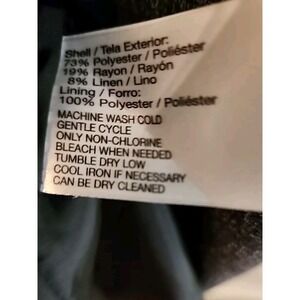 Shell / Tela Exterior:
73% Polyester / Poliéster
19% Rayon / Rayón
8% Linen / Lino
Lining / Forro:
100% Polyester / Poliéster
MACHINE WASH COLD
GENTLE CYCLE
ONLY NON-CHLORINE
BLEACH WHEN NEEDED
TUMBLE DRY LOW
COOL IRON IF NECESSARY
CAN BE DRY CLEANED